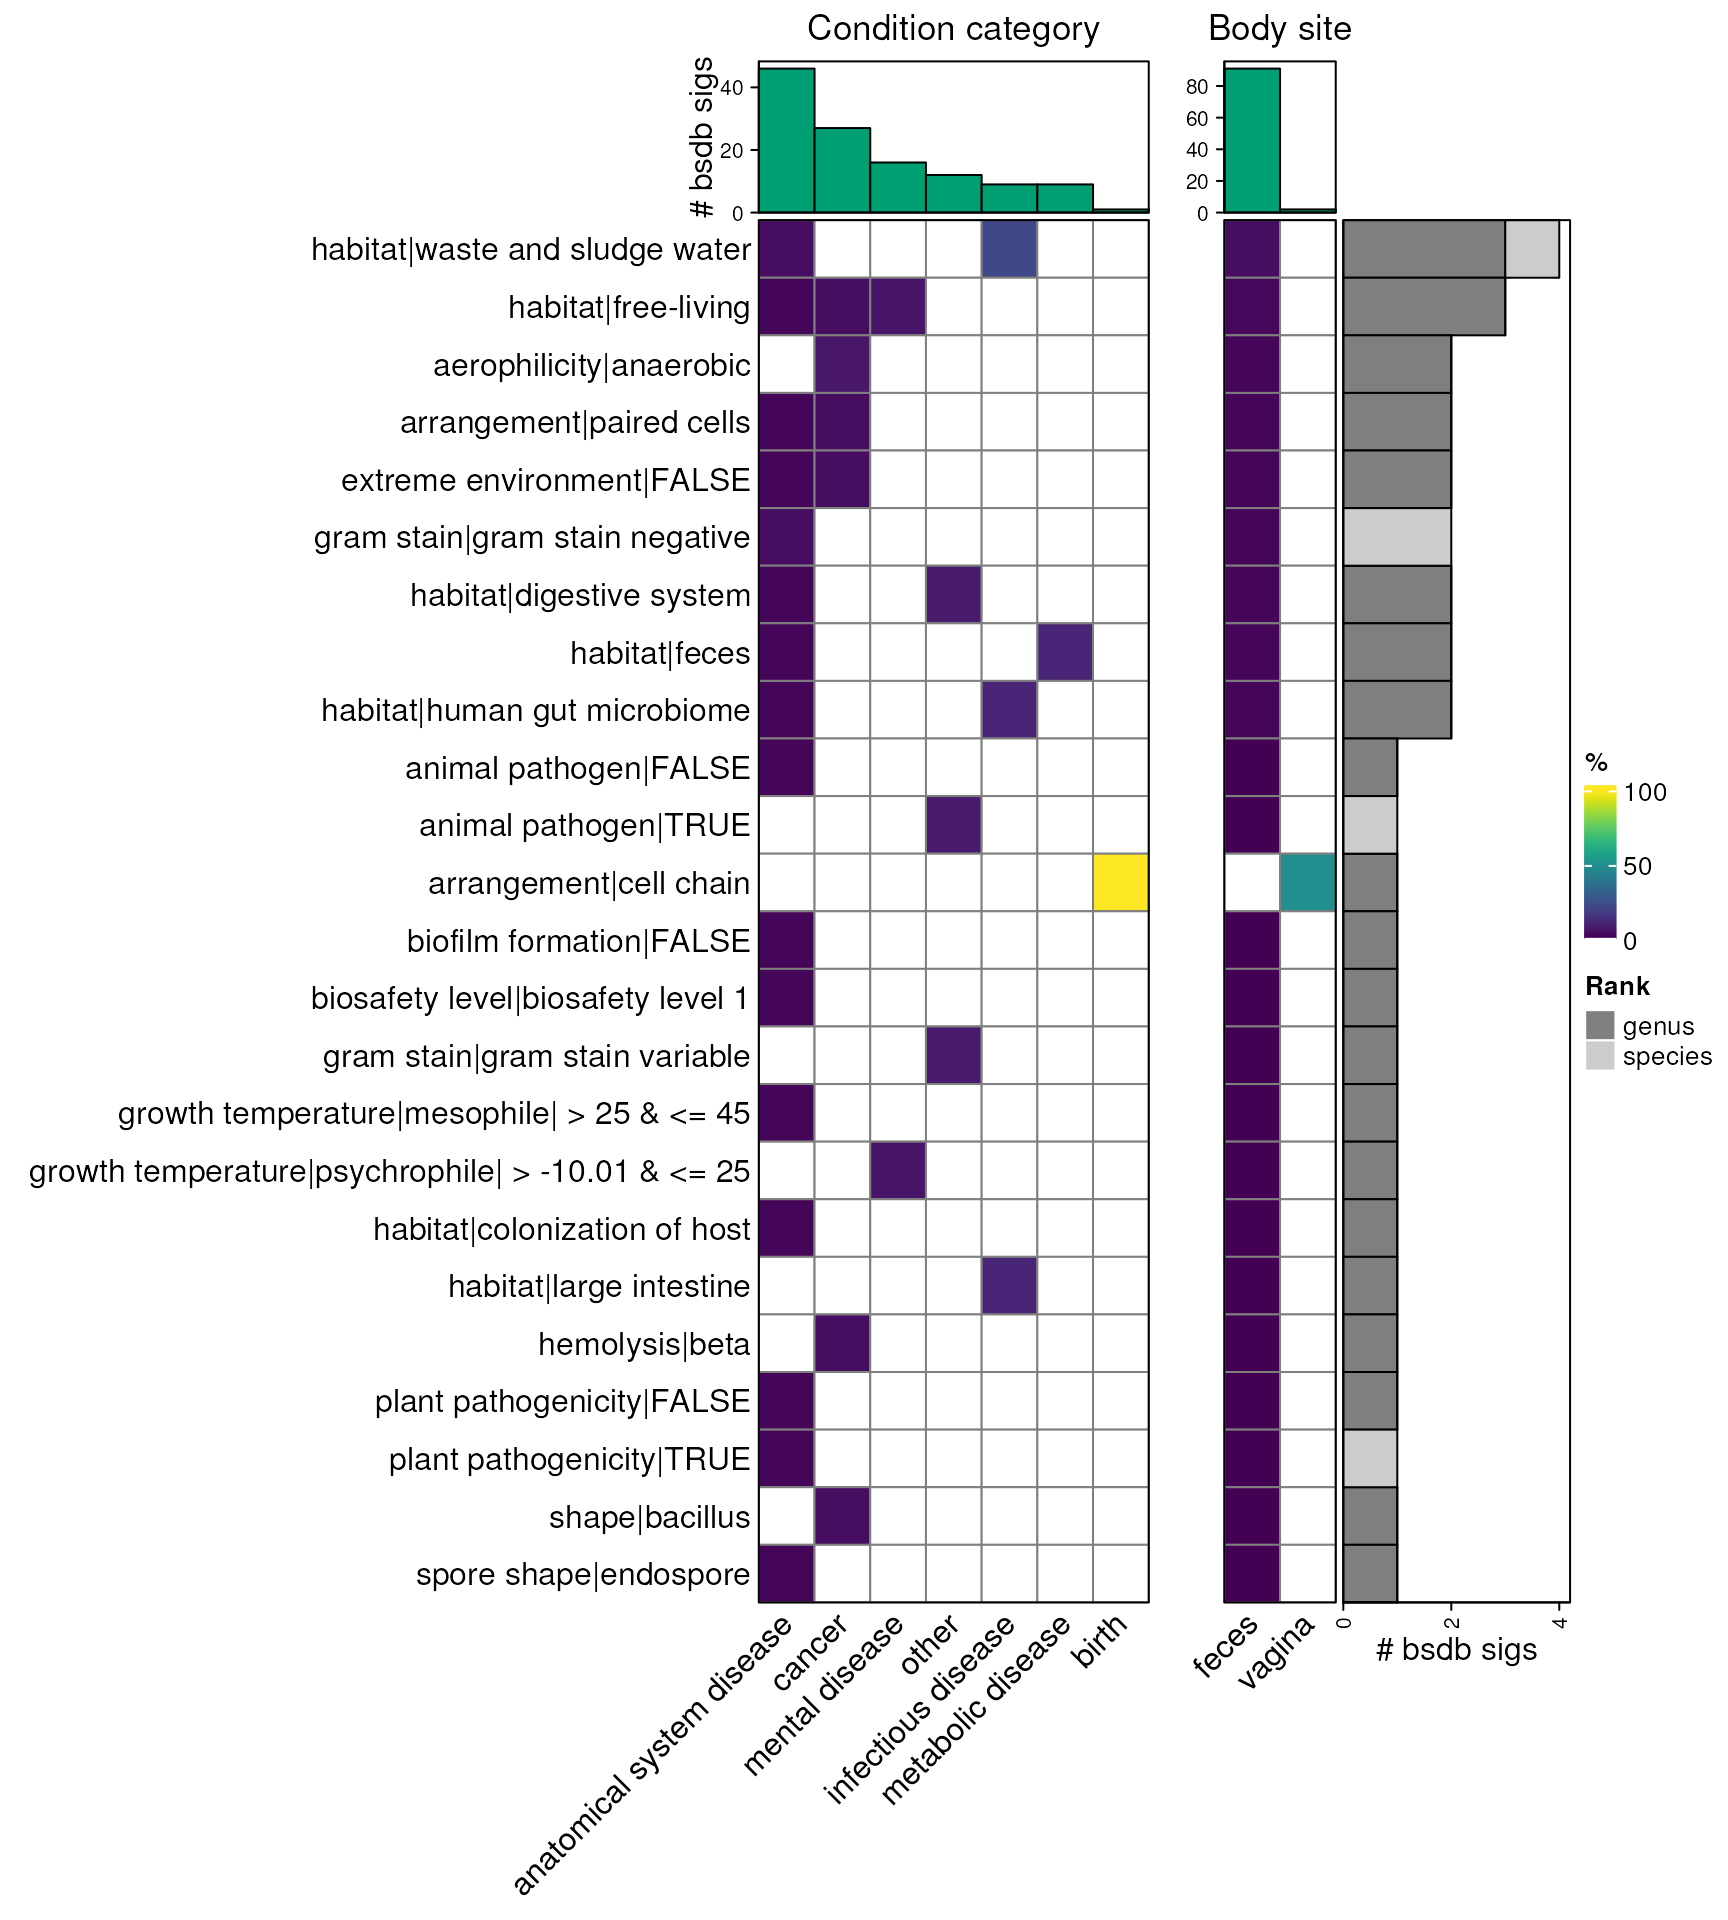 Condition category
Body site
# bsdb sigs
40
20
0
80
60
40
20
0
habitat|waste and sludge water
habitat|free-living
aerophilicity|anaerobic
arrangement|paired cells
extreme environment|FALSE
gram stain|gram stain negative
habitat|digestive system
habitat|feces
habitat|human gut microbiome
animal pathogen|FALSE
animal pathogen|TRUE
arrangement|cell chain
biofilm formation|FALSE
biosafety level|biosafety level 1
gram stain|gram stain variable
growth temperature|mesophile| > 25 & <= 45
growth temperature|psychrophile| > -10.01 & <= 25
habitat|colonization of host
habitat|large intestine
hemolysis|beta
plant pathogenicity|FALSE
plant pathogenicity|TRUE
shape|bacillus
spore shape|endospore
anatomical system disease
cancer
mental disease
other
infectious disease
metabolic disease
birth
feces
vagina
0
2
4
# bsdb sigs
%
100
50
0
Rank
genus
species